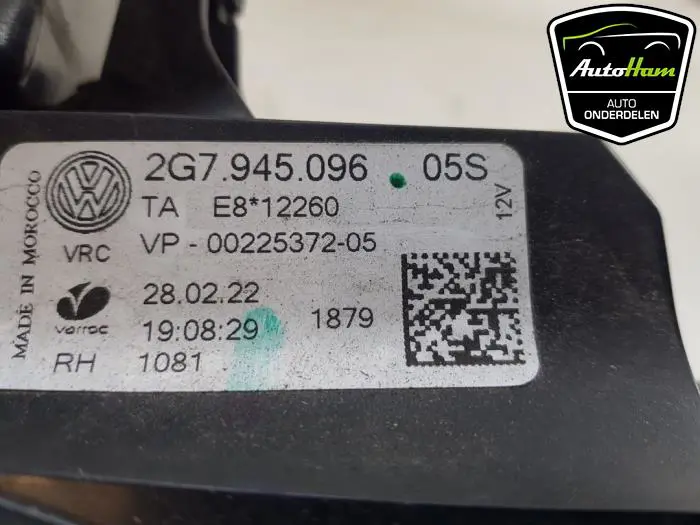 AutoHam
AUTO
ONDERDELEN
MADE IN MOROCCO
2G7.945.096 . 05S
TA E8*12260
12V
VRC VP - 00225372-05
28.02.22
varroc 19:08:29 1879
RH 1081